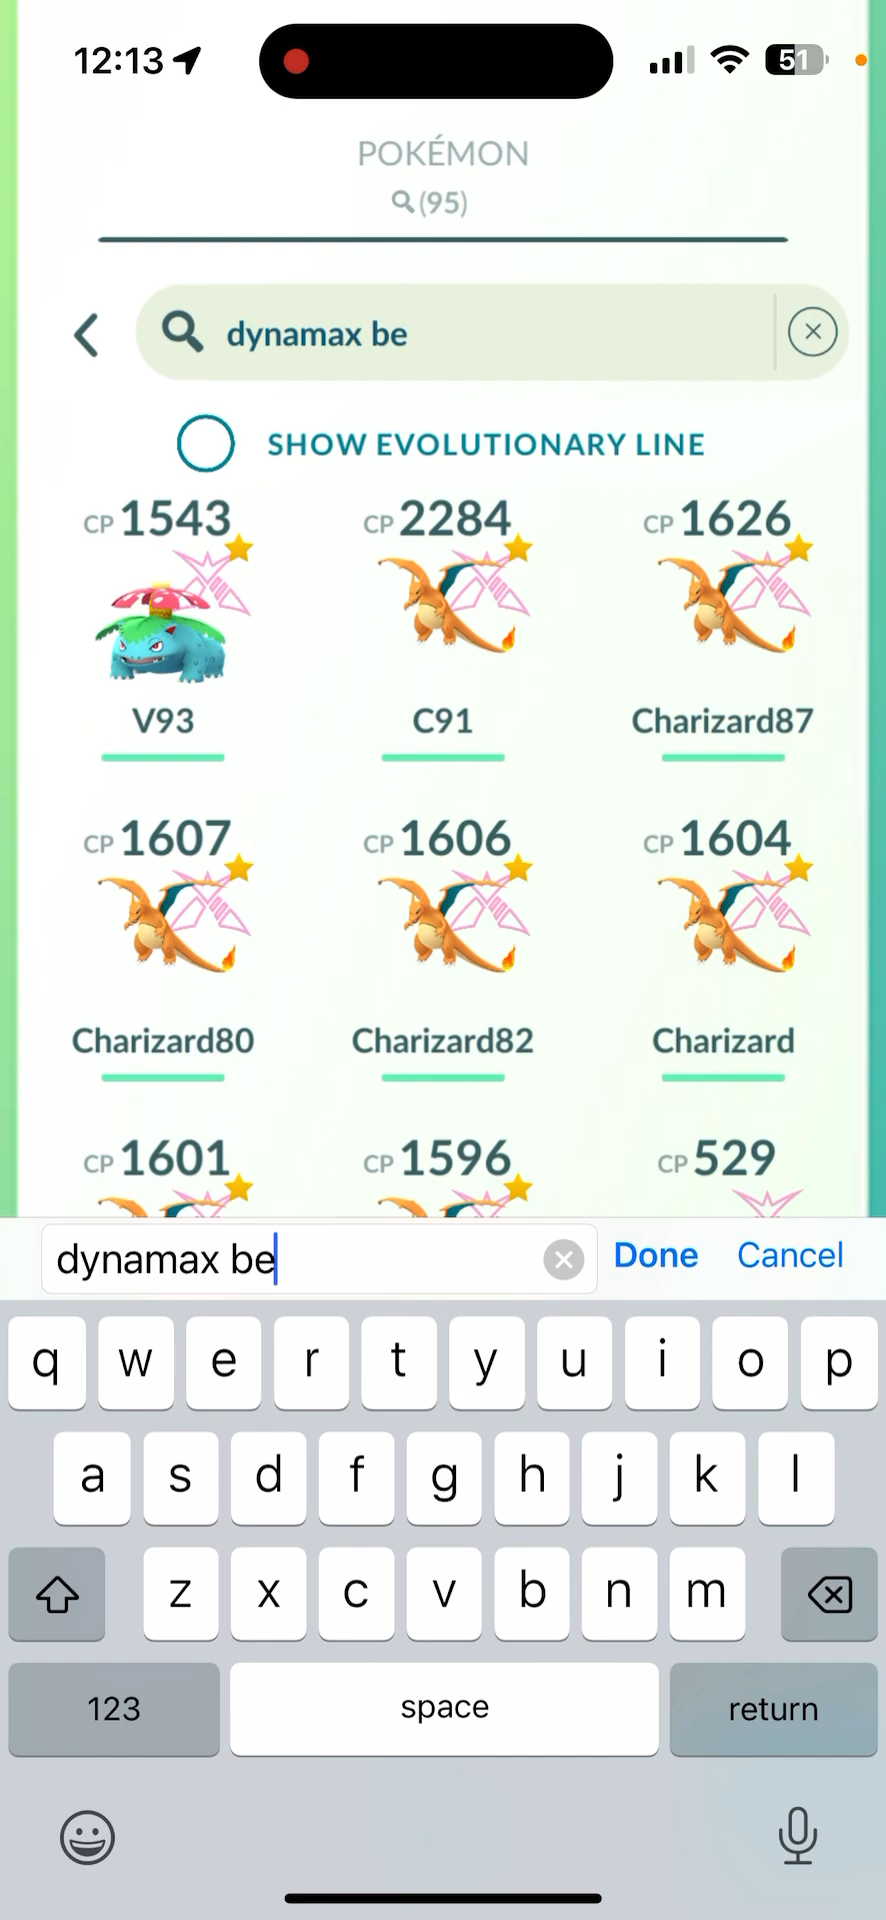 12:13
51
POKÉMON
(95)
dynamax be
SHOW EVOLUTIONARY LINE
CP 1543
CP 2284
CP 1626
V93
C91
Charizard87
CP 1607
CP 1606
CP 1604
Charizard80
Charizard82
Charizard
CP 1601
CP 1596
CP 529
dynamax be
Done
Cancel
q w e r t y u i o p
a s d f g h j k l
z x c v b n m
123
space
return